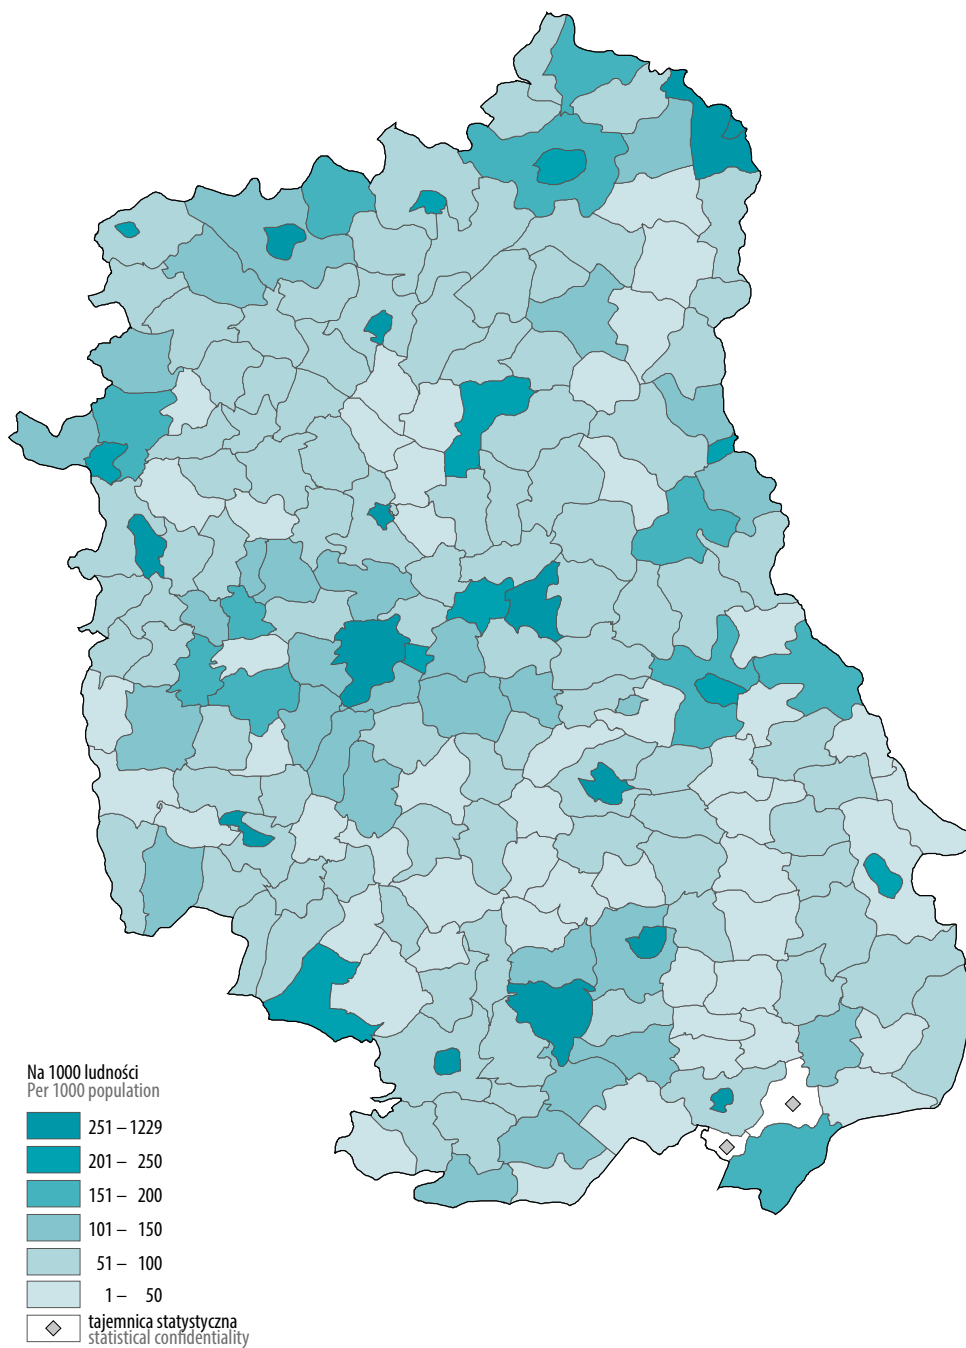 Na 1000 ludności
Per 1000 population
251 – 1229
201 – 250
151 – 200
101 – 150
51 – 100
1 – 50
tajemnica statystyczna
statistical confidentiality